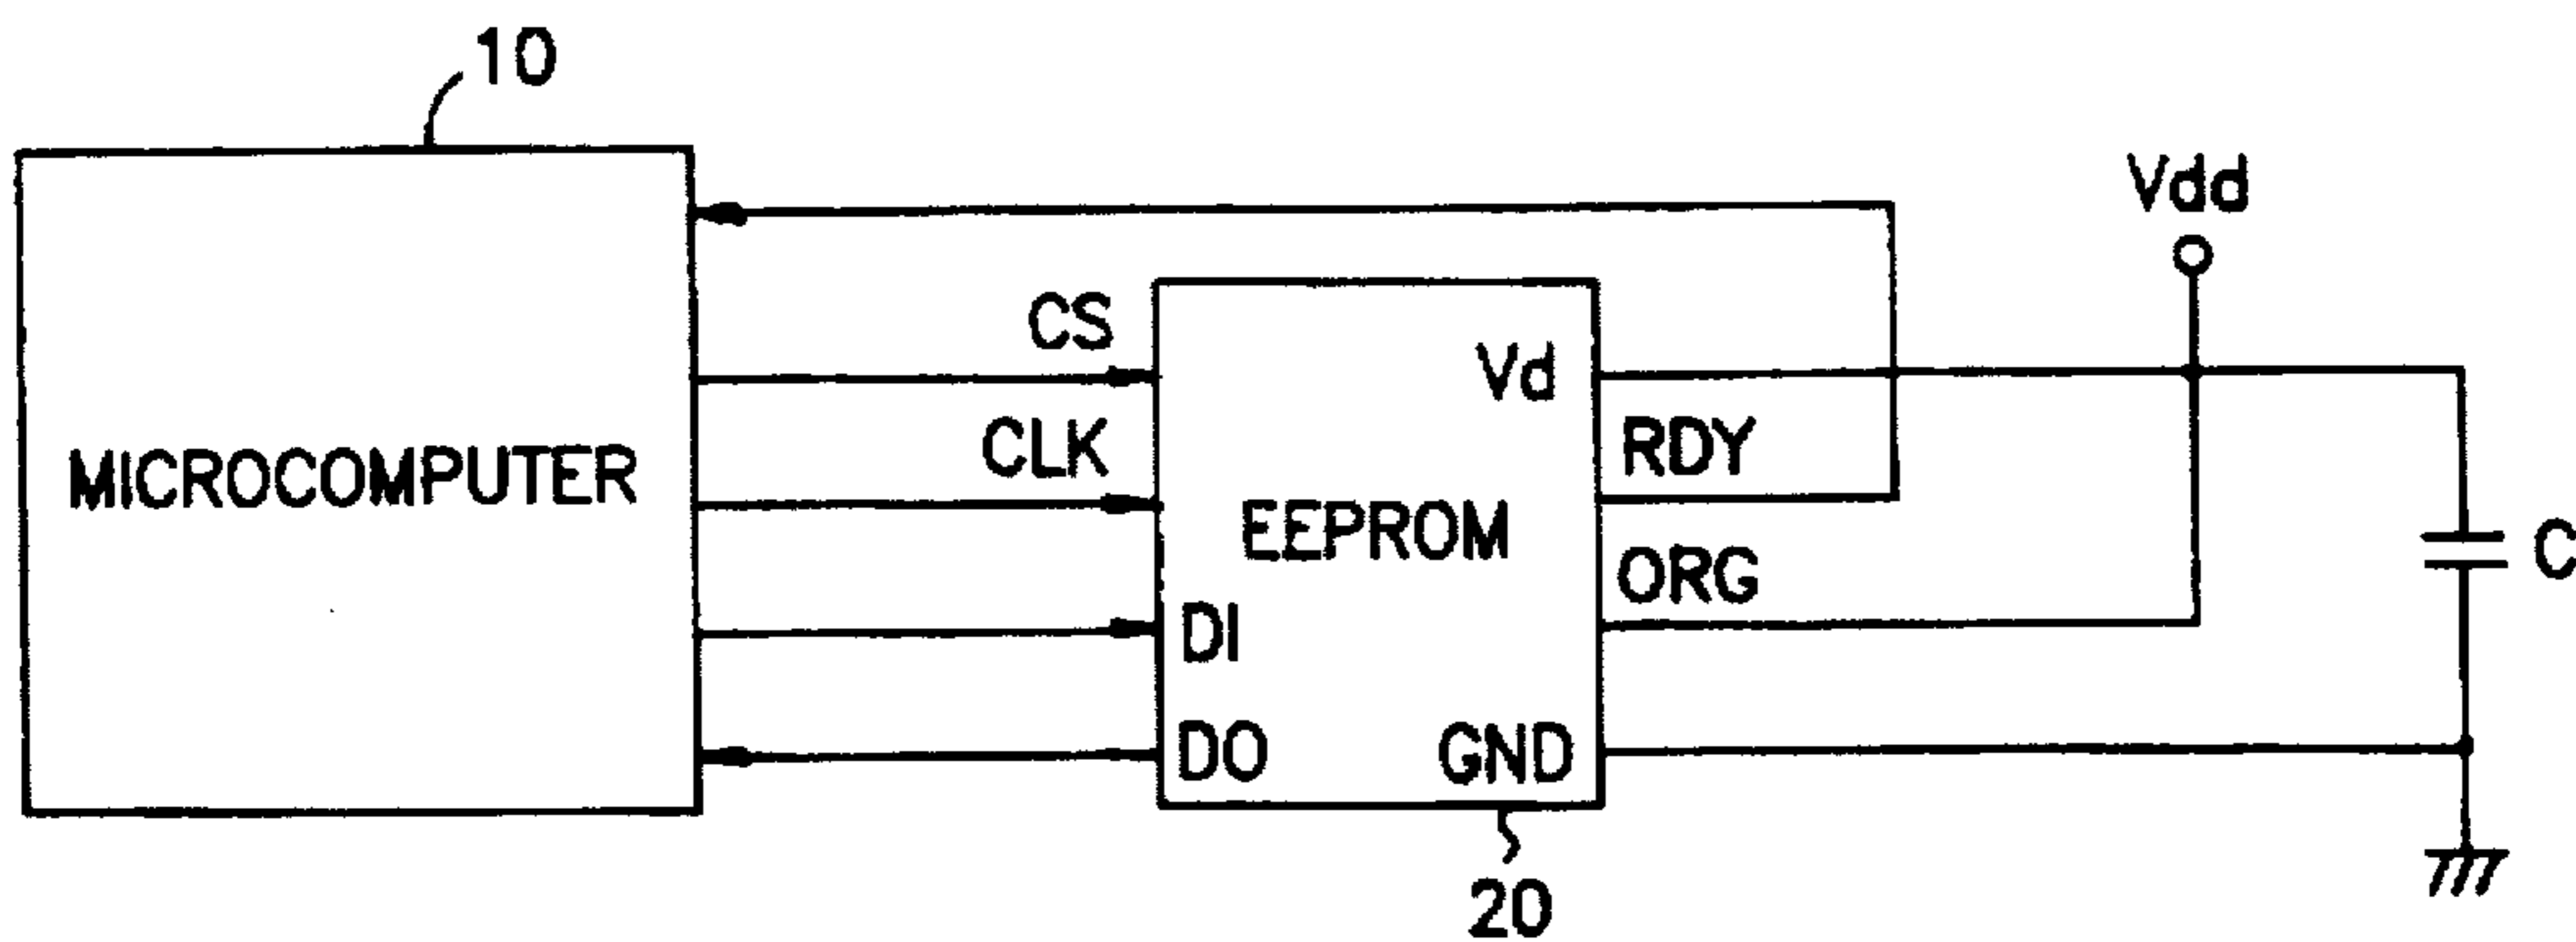 10
Vdd
CS
Vd
CLK
RDY
MICROCOMPUTER
EEPROM
C
ORG
DI
DO
GND
20